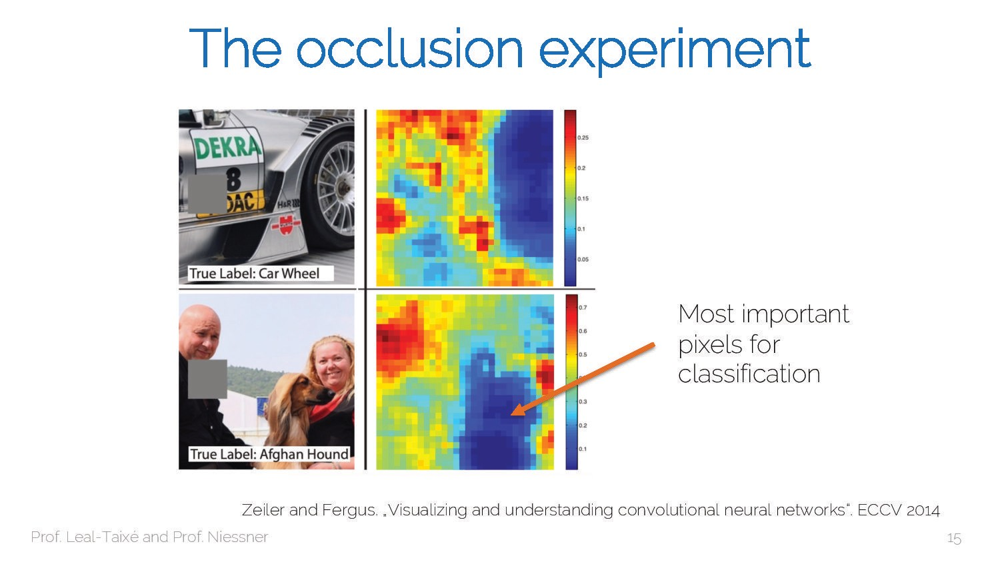 The occlusion experiment
DEKRA
8
DAC
H&R
True Label: Car Wheel
0.25
0.2
0.15
0.1
0.05
True Label: Afghan Hound
0.7
0.6
0.5
0.3
0.2
0.1
Most important
pixels for
classification
Zeiler and Fergus. „Visualizing and understanding convolutional neural networks“. ECCV 2014
Prof. Leal-Taixé and Prof. Niessner
15